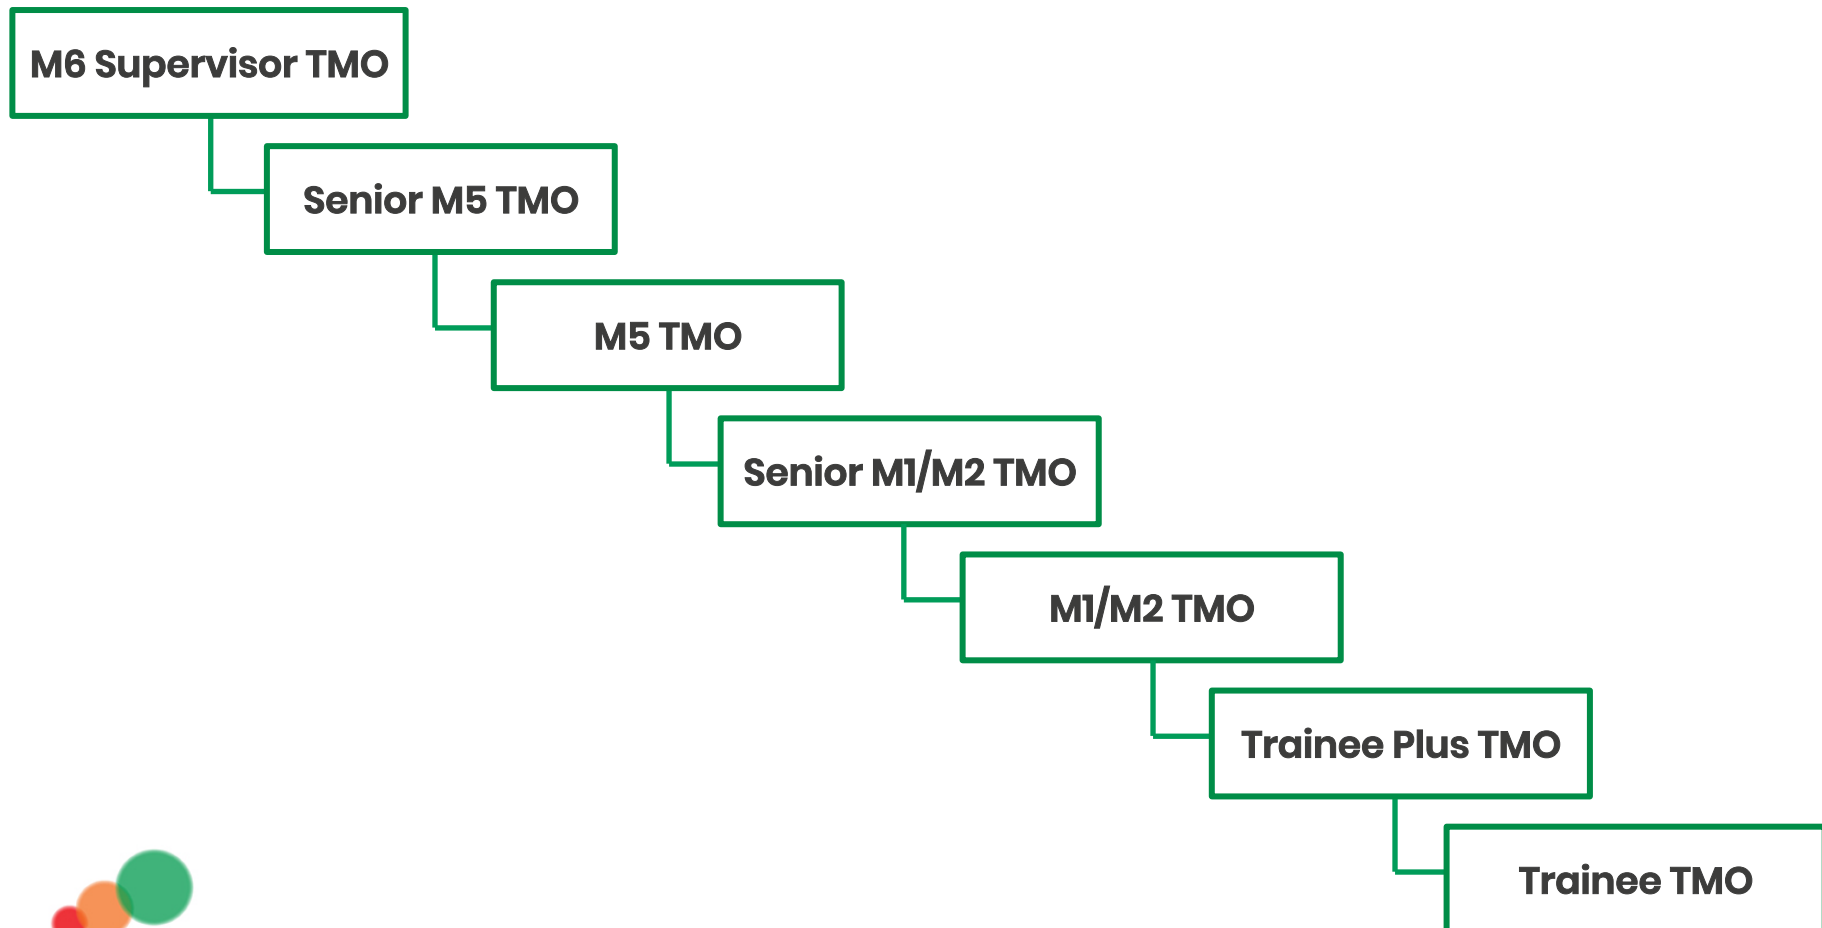 M6 Supervisor TMO
Senior M5 TMO
M5 TMO
Senior M1/M2 TMO
M1/M2 TMO
Trainee Plus TMO
Trainee TMO